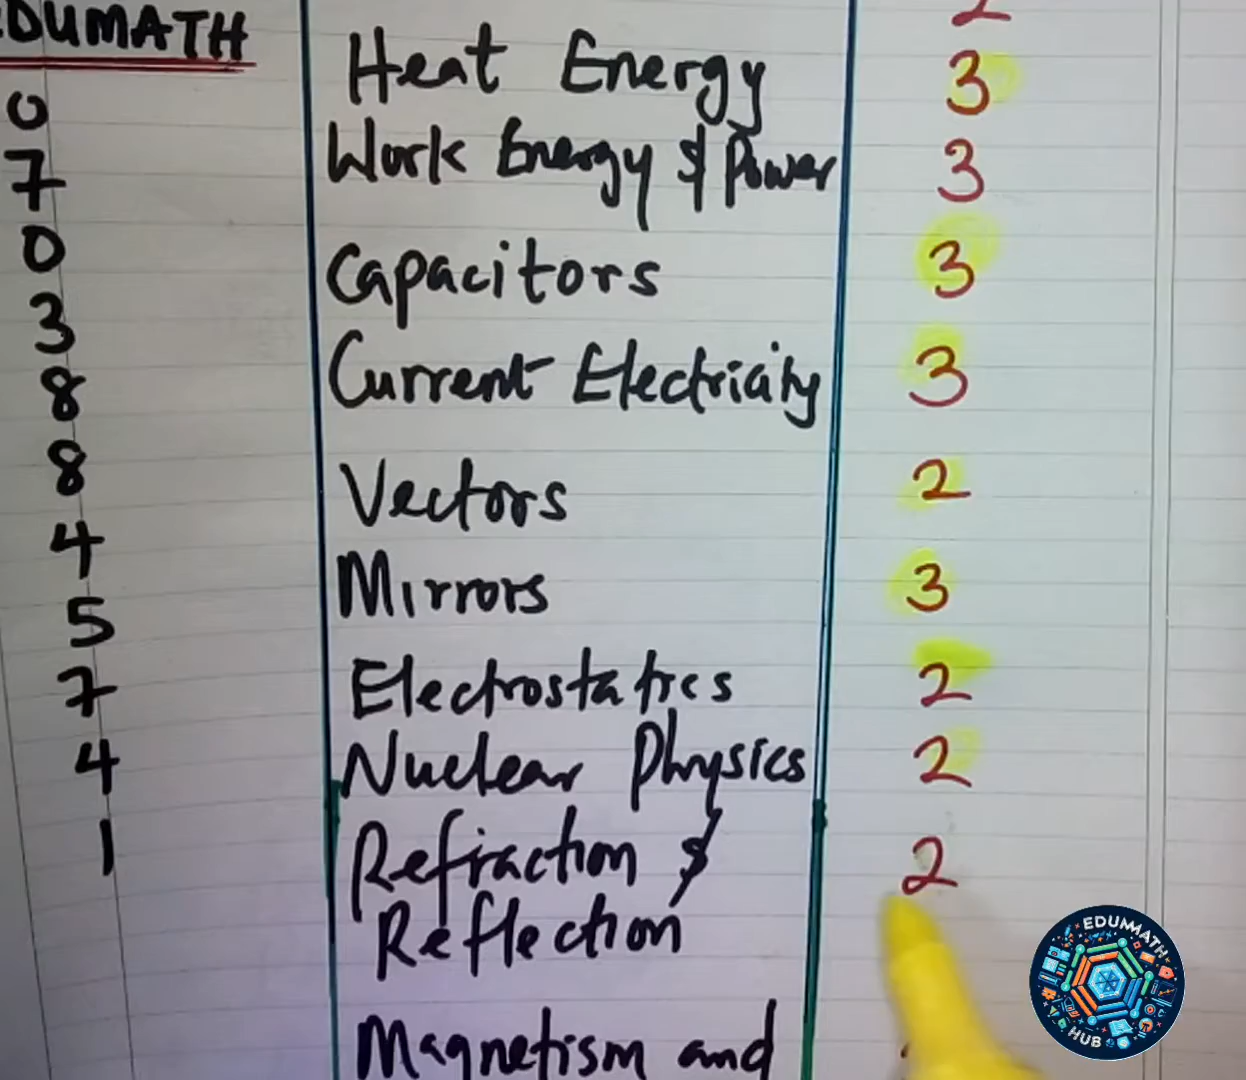 EDUMATH
2
Heat Energy 3
0
Work Energy & Power 3
7
0
Capacitors 3
3
Current Electricity 3
8
8
Vectors 2
4
Mirrors 3
5
7
Electrostatics 2
4
Nuclear Physics 2
1
Refraction & 2
Reflection
Magnetism and
EDUMATH
HUB